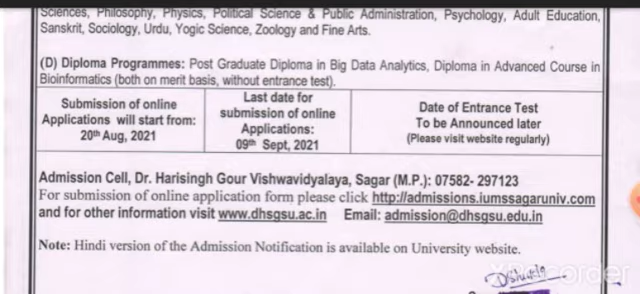 Sciences, Philosophy, Physics, Political Science & Public Administration, Psychology, Adult Education,
Sanskrit, Sociology, Urdu, Yogic Science, Zoology and Fine Arts.
(D) Diploma Programmes: Post Graduate Diploma in Big Data Analytics, Diploma in Advanced Course in
Bioinformatics (both on merit basis, without entrance test).
Submission of online
Applications will start from:
20th Aug, 2021
Last date for
submission of online
Applications:
09th Sept, 2021
Date of Entrance Test
To be Announced later
(Please visit website regularly)
Admission Cell, Dr. Harisingh Gour Vishwavidyalaya, Sagar (M.P.): 07582- 297123
For submission of online application form please click http://admissions.iumssagaruniv.com
and for other information visit www.dhsgsu.ac.in Email: admission@dhsgsu.edu.in
Note: Hindi version of the Admission Notification is available on University website.
XRecorder